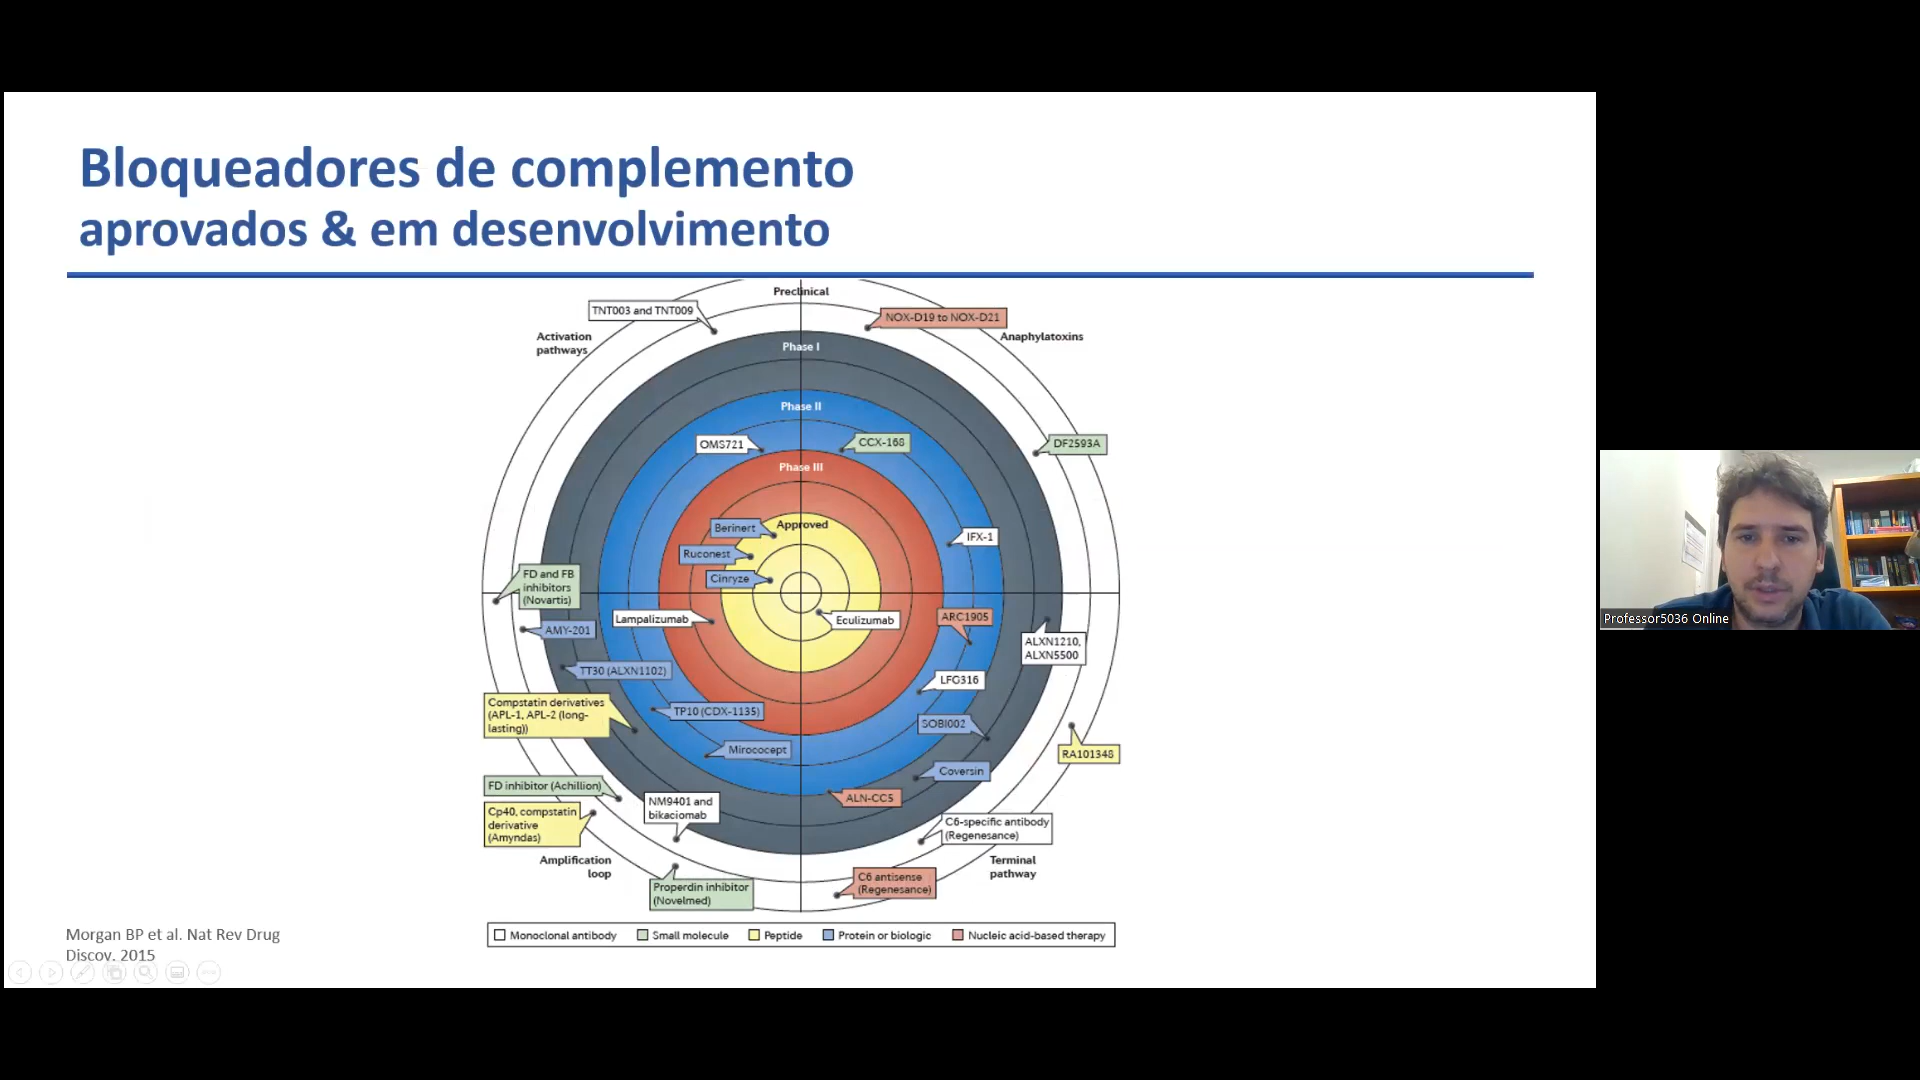 Bloqueadores de complemento
aprovados & em desenvolvimento
Preclinical
TNT003 and TNT009
NOX-D19 to NOX-D21
Activation
pathways
Anaphylatoxins
Phase I
Phase II
OMS721
CCX-168
DF2593A
Phase III
Berinert
Approved
IFX-1
Ruconest
Cinryze
FD and FB
inhibitors
(Novartis)
Lampalizumab
Eculizumab
ARC1905
AMY-201
ALXN1210,
ALXN5500
TT30 (ALXN1102)
LFG316
Compstatin derivatives
(APL-1, APL-2 (long-
lasting))
TP10 (CDX-1135)
SOBI002
Mirococept
RA101348
Coversin
FD inhibitor (Achillion)
NM9401 and
bikaciomab
ALN-CC5
Cp40, compstatin
derivative
(Amyndas)
C6-specific antibody
(Regenesance)
Amplification
loop
Terminal
pathway
Properdin inhibitor
(Novelmed)
C6 antisense
(Regenesance)
Monoclonal antibody Small molecule Peptide Protein or biologic Nucleic acid-based therapy
Morgan BP et al. Nat Rev Drug
Discov. 2015
Professor5036 Online